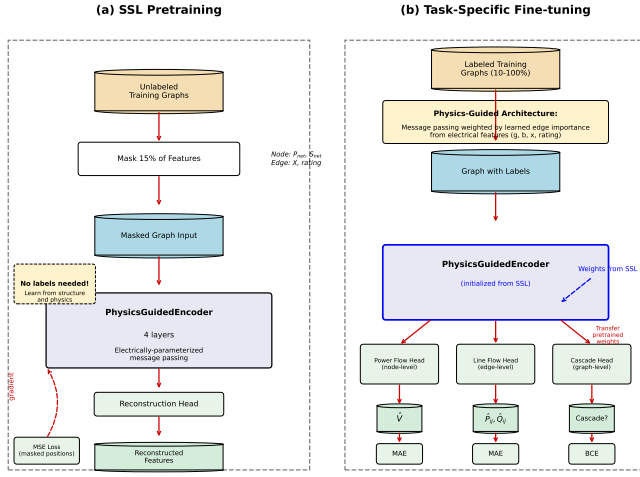 (a) SSL Pretraining
Unlabeled
Training Graphs
Mask 15% of Features
Node: P_net, S_net
Edge: X, rating
Masked Graph Input
No labels needed!
Learn from structure
and physics
PhysicsGuidedEncoder
4 layers
Electrically-parameterized
message passing
gradient
Reconstruction Head
MSE Loss
(masked positions)
Reconstructed
Features
(b) Task-Specific Fine-tuning
Labeled Training
Graphs (10-100%)
Physics-Guided Architecture:
Message passing weighted by learned edge importance
from electrical features (g, b, x, rating)
Graph with Labels
PhysicsGuidedEncoder
(initialized from SSL)
Weights from SSL
Transfer
pretrained
weights
Power Flow Head
(node-level)
Line Flow Head
(edge-level)
Cascade Head
(graph-level)
V̂
P̂_ij, Q̂_ij
Cascade?
MAE
MAE
BCE